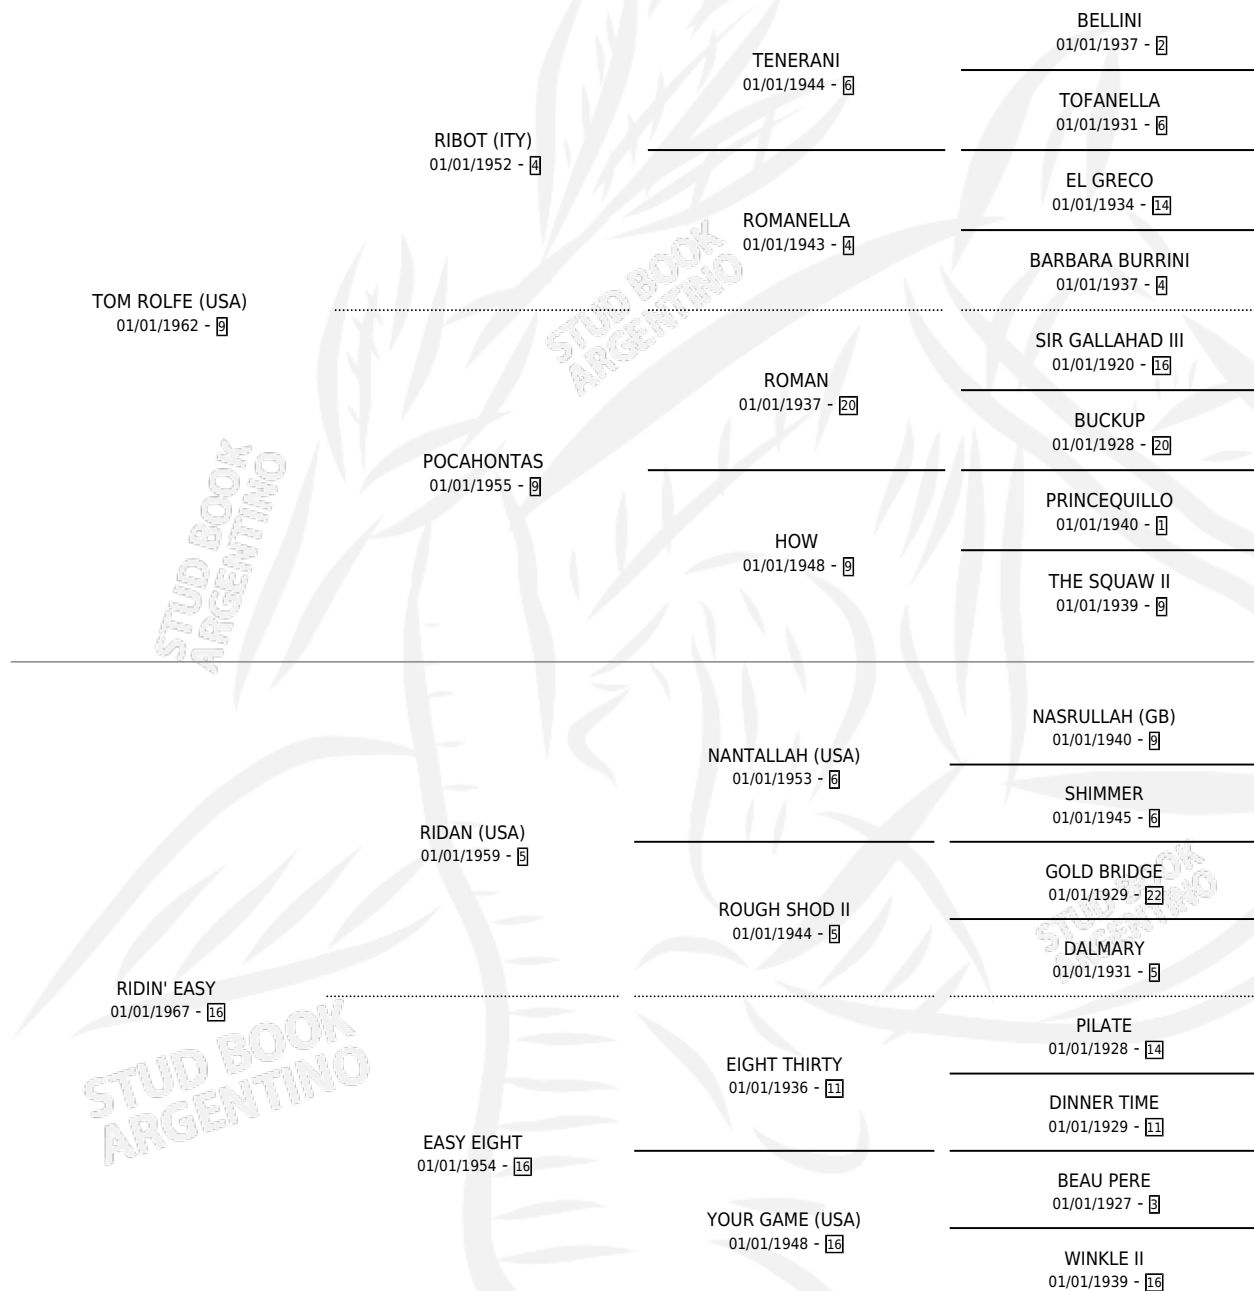 BELLINI
01/01/1937 - 2
TENERANI
01/01/1944 - 6
TOFANELLA
01/01/1931 - 6
RIBOT (ITY)
01/01/1952 - 4
EL GRECO
01/01/1934 - 14
ROMANELLA
01/01/1943 - 4
BARBARA BURRINI
01/01/1937 - 4
TOM ROLFE (USA)
01/01/1962 - 9
SIR GALLAHAD III
01/01/1920 - 16
ROMAN
01/01/1937 - 20
BUCKUP
01/01/1928 - 20
POCAHONTAS
01/01/1955 - 9
PRINCEQUILLO
01/01/1940 - 1
HOW
01/01/1948 - 9
THE SQUAW II
01/01/1939 - 9
NASRULLAH (GB)
01/01/1940 - 9
NANTALLAH (USA)
01/01/1953 - 6
SHIMMER
01/01/1945 - 6
RIDAN (USA)
01/01/1959 - 5
GOLD BRIDGE
01/01/1929 - 22
ROUGH SHOD II
01/01/1944 - 5
DALMARY
01/01/1931 - 5
RIDIN' EASY
01/01/1967 - 16
PILATE
01/01/1928 - 14
EIGHT THIRTY
01/01/1936 - 11
DINNER TIME
01/01/1929 - 11
EASY EIGHT
01/01/1954 - 16
BEAU PERE
01/01/1927 - 3
YOUR GAME (USA)
01/01/1948 - 16
WINKLE II
01/01/1939 - 16
STUD BOOK
ARGENTINO
STUD BOOK
ARGENTINO
STUD BOOK
ARGENTINO
STUD BOOK
ARGENTINO